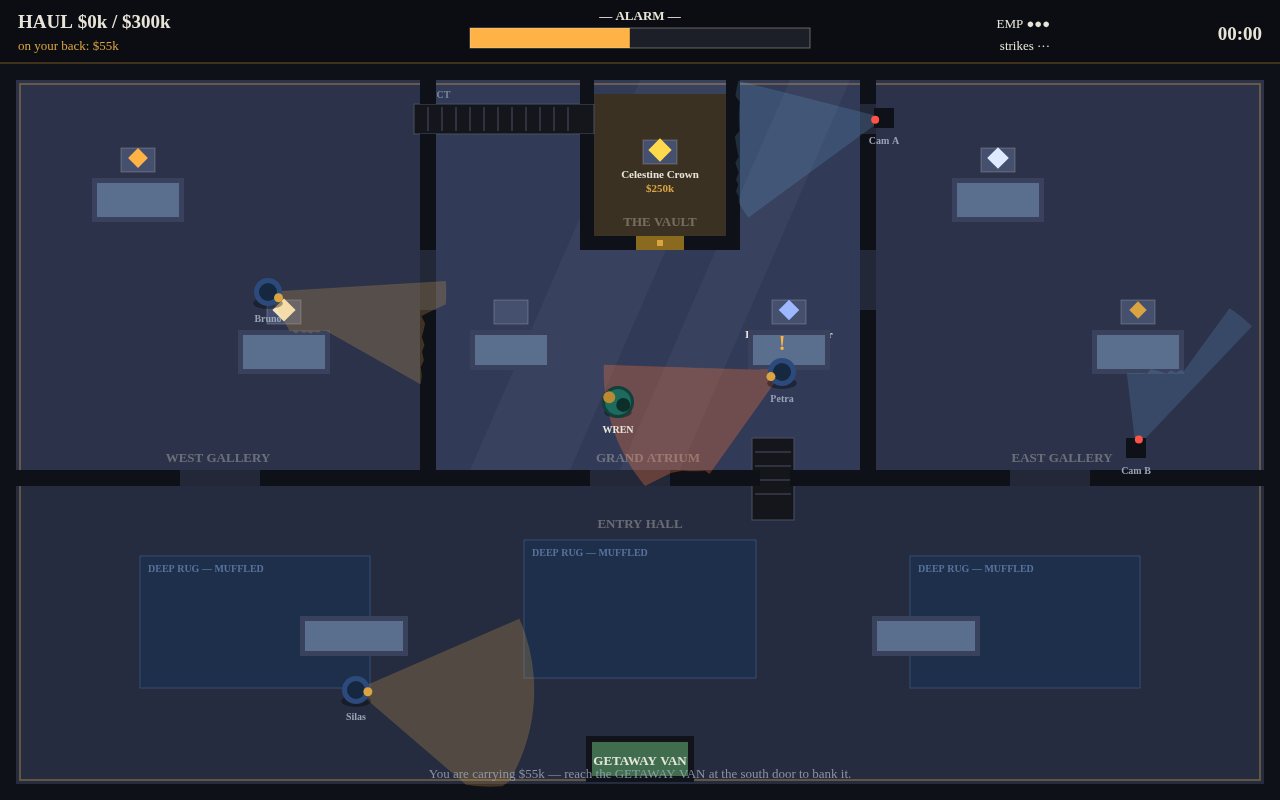 HAUL $0k / $300k
on your back: $55k
— ALARM —
EMP ●●●
strikes ···
00:00
CT
Cam A
Celestine Crown
$250k
THE VAULT
Bruno
!
Petra
WREN
WEST GALLERY
GRAND ATRIUM
EAST GALLERY
Cam B
ENTRY HALL
DEEP RUG — MUFFLED
DEEP RUG — MUFFLED
DEEP RUG — MUFFLED
Silas
GETAWAY VAN
You are carrying $55k — reach the GETAWAY VAN at the south door to bank it.